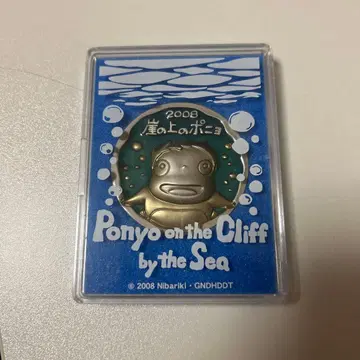 2008
崖の上のポニョ
Ponyo on the Cliff
by the Sea
© 2008 Nibariki・GNDHDDT